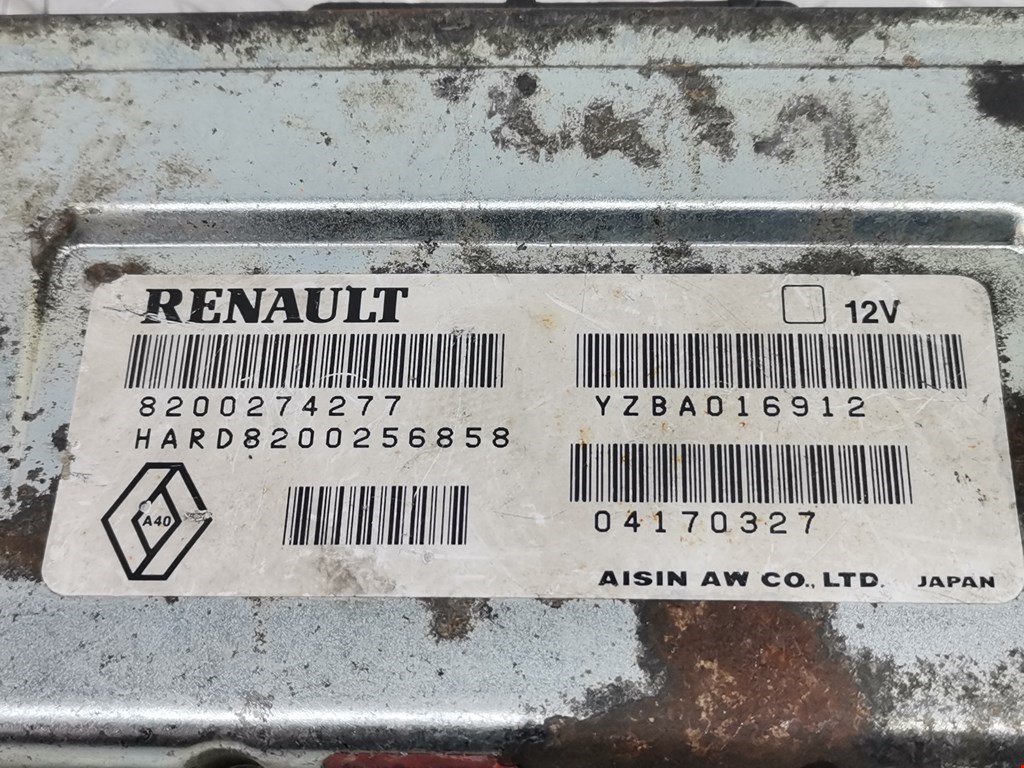 RENAULT
12V
8200274277
HARD8200256858
YZBA016912
A40
04170327
AISIN AW CO., LTD. JAPAN